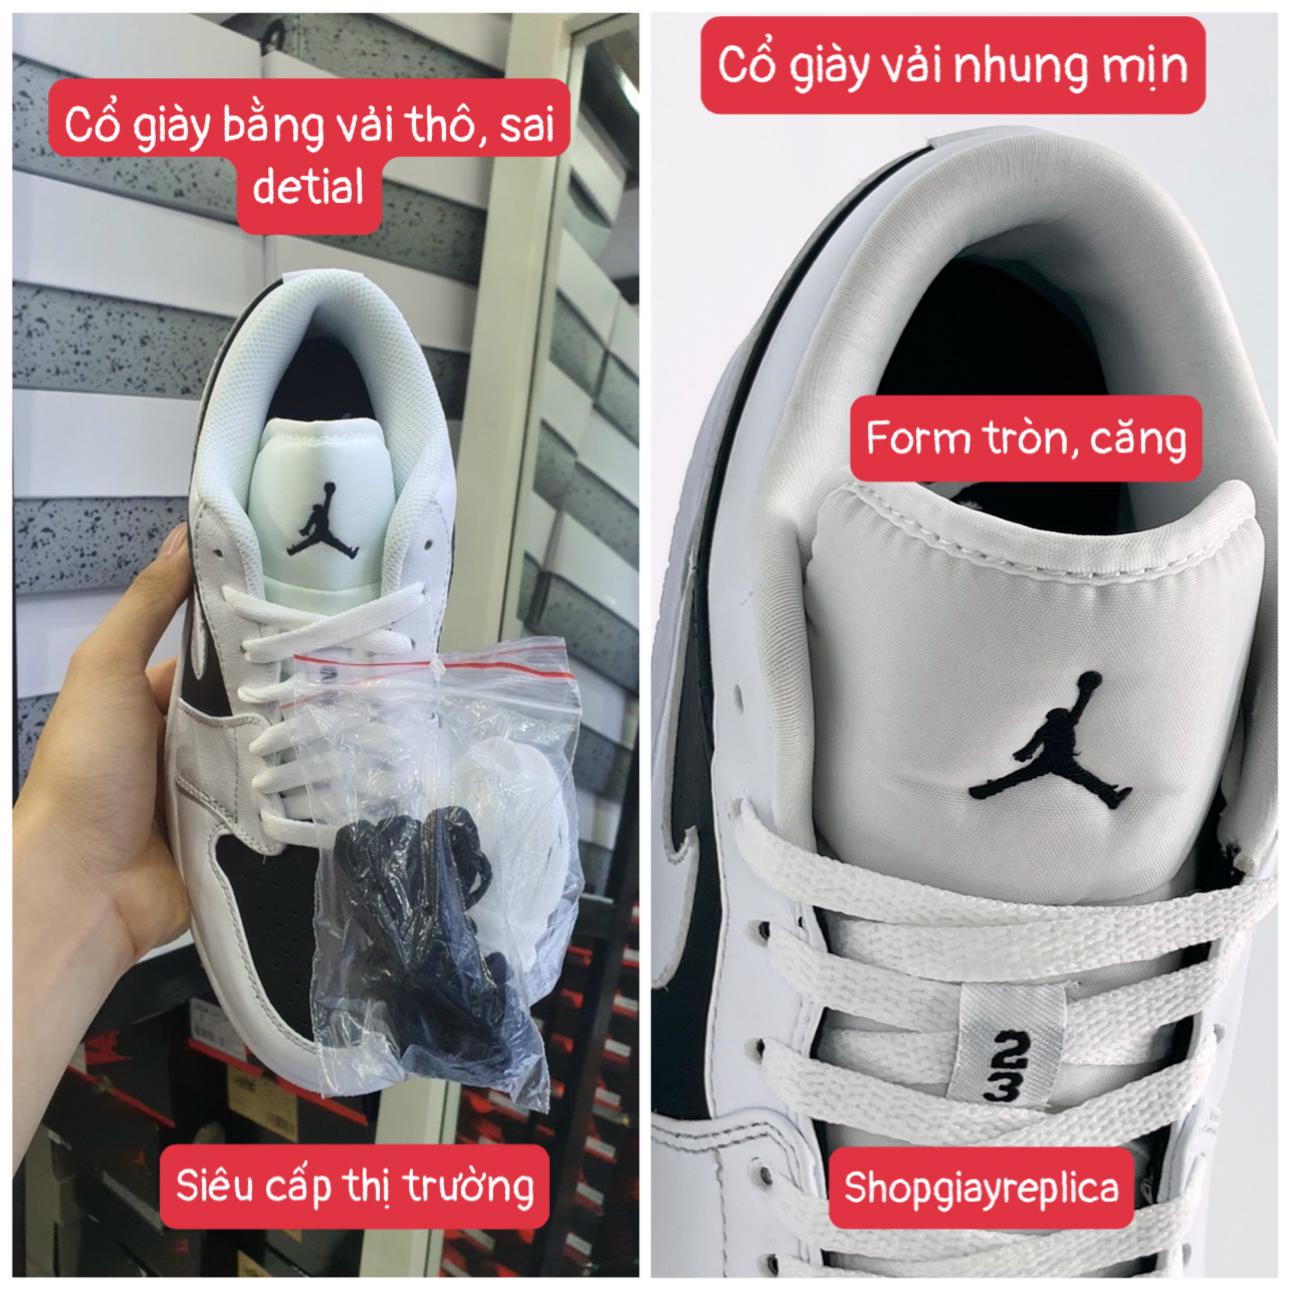 Cổ giày bằng vải thô, sai
detial
Siêu cấp thị trường
Cổ giày vải nhung mịn
Form tròn, căng
23
Shopgiayreplica